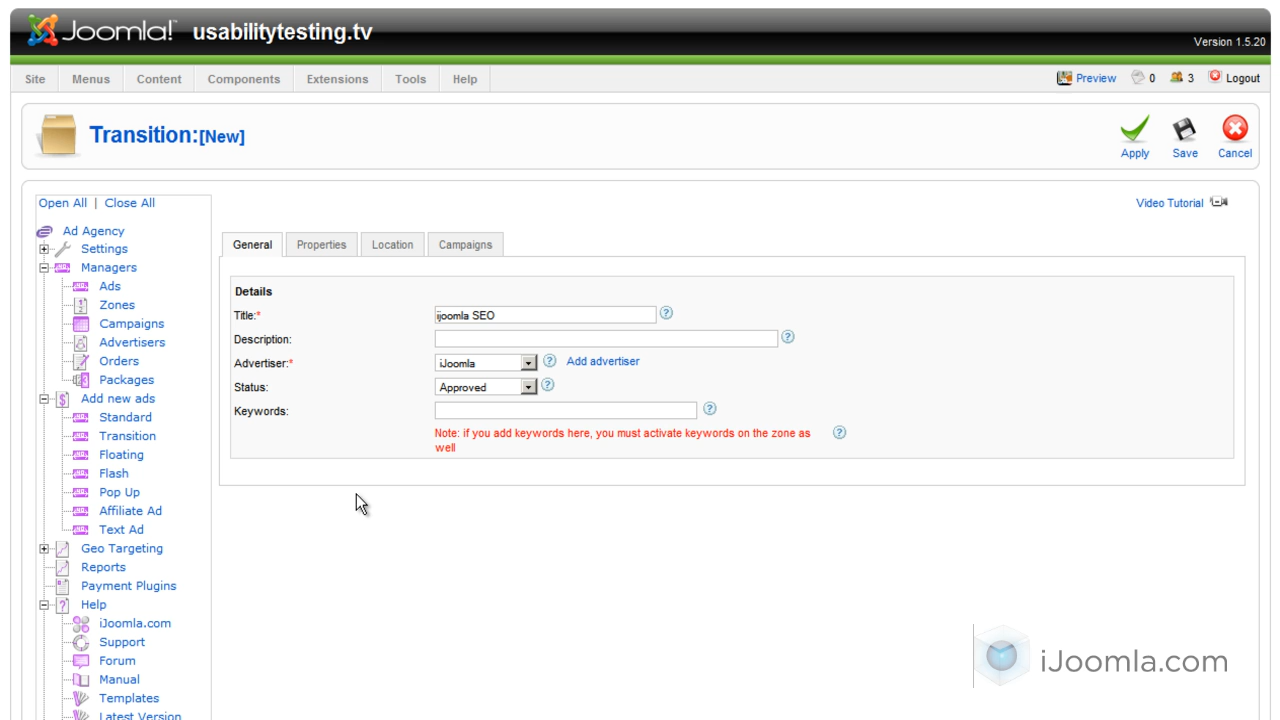 Joomla!™ usabilitytesting.tv
Version 1.5.20
Site Menus Content Components Extensions Tools Help Preview 0 3 Logout
Transition:[New]
Apply Save Cancel
Open All | Close All
Video Tutorial
Ad Agency
Settings
Managers
Ads
Zones
Campaigns
Advertisers
Orders
Packages
Add new ads
Standard
Transition
Floating
Flash
Pop Up
Affiliate Ad
Text Ad
Geo Targeting
Reports
Payment Plugins
Help
iJoomla.com
Support
Forum
Manual
Templates
Latest Version
General Properties Location Campaigns
Details
Title:* ijoomla SEO
Description:
Advertiser:* iJoomla Add advertiser
Status: Approved
Keywords:
Note: if you add keywords here, you must activate keywords on the zone as
well
iJoomla.com